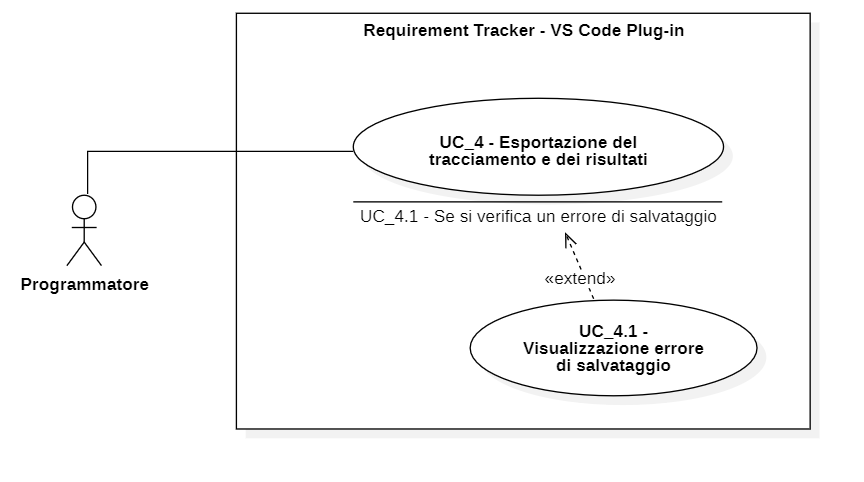 Requirement Tracker - VS Code Plug-in
UC_4 - Esportazione del
tracciamento e dei risultati
UC_4.1 - Se si verifica un errore di salvataggio
«extend»
Programmatore
UC_4.1 -
Visualizzazione errore
di salvataggio